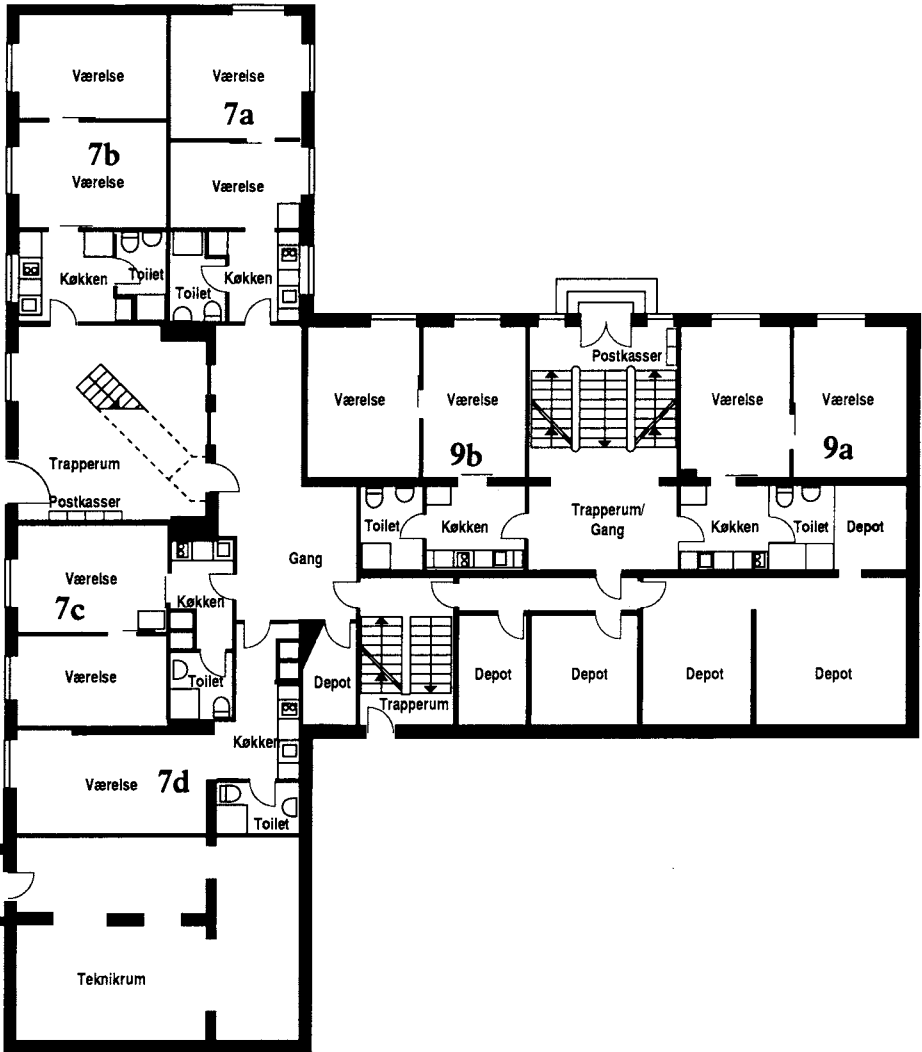 Værelse
Værelse
7a
7b
Værelse
Værelse
Køkken
Toilet
Toilet
Køkken
Postkasser
Værelse
Værelse
Værelse
Værelse
9b
9a
Trapperum
Postkasser
Toilet
Køkken
Trapperum/
Gang
Køkken
Toilet
Depot
Gang
Værelse
7c
Køkken
Værelse
Toilet
Depot
Trapperum
Depot
Depot
Depot
Depot
Køkken
Værelse
7d
Toilet
Teknikrum